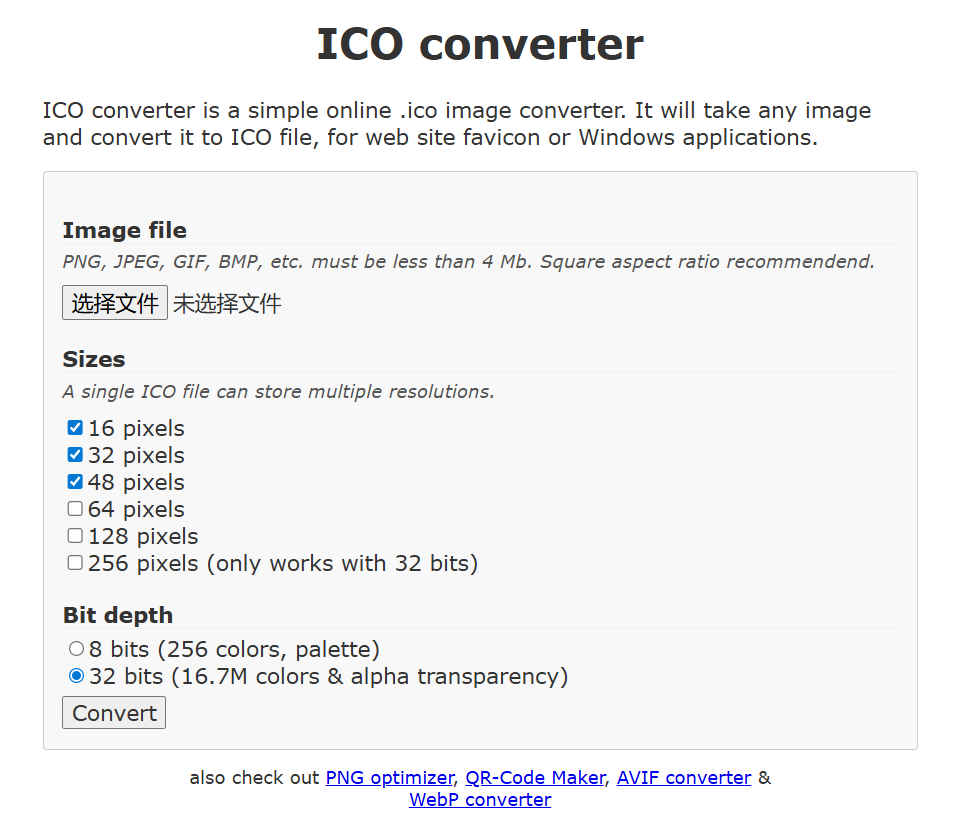 ICO converter
ICO converter is a simple online .ico image converter. It will take any image
and convert it to ICO file, for web site favicon or Windows applications.
Image file
PNG, JPEG, GIF, BMP, etc. must be less than 4 Mb. Square aspect ratio recommendend.
选择文件 未选择文件
Sizes
A single ICO file can store multiple resolutions.
16 pixels
32 pixels
48 pixels
64 pixels
128 pixels
256 pixels (only works with 32 bits)
Bit depth
8 bits (256 colors, palette)
32 bits (16.7M colors & alpha transparency)
Convert
also check out PNG optimizer, QR-Code Maker, AVIF converter &
WebP converter